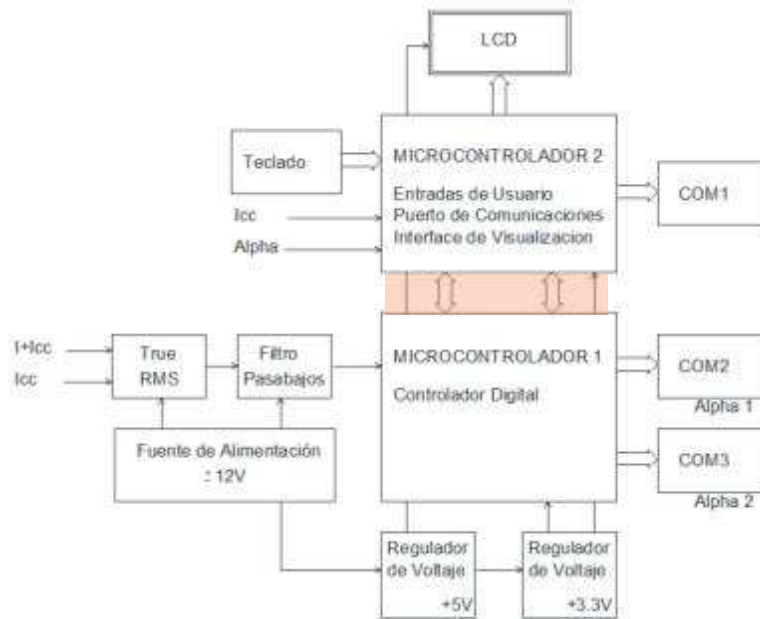 LCD
Teclado
MICROCONTROLADOR 2
Entradas de Usuario
Puerto de Comunicaciones
Interface de Visualizacion
COM1
Icc
Alpha
I+Icc
Icc
True
RMS
Filtro
Pasabajos
MICROCONTROLADOR 1
Controlador Digital
COM2
Alpha 1
COM3
Alpha 2
Fuente de Alimentación
± 12V
Regulador
de Voltaje
+5V
Regulador
de Voltaje
+3.3V